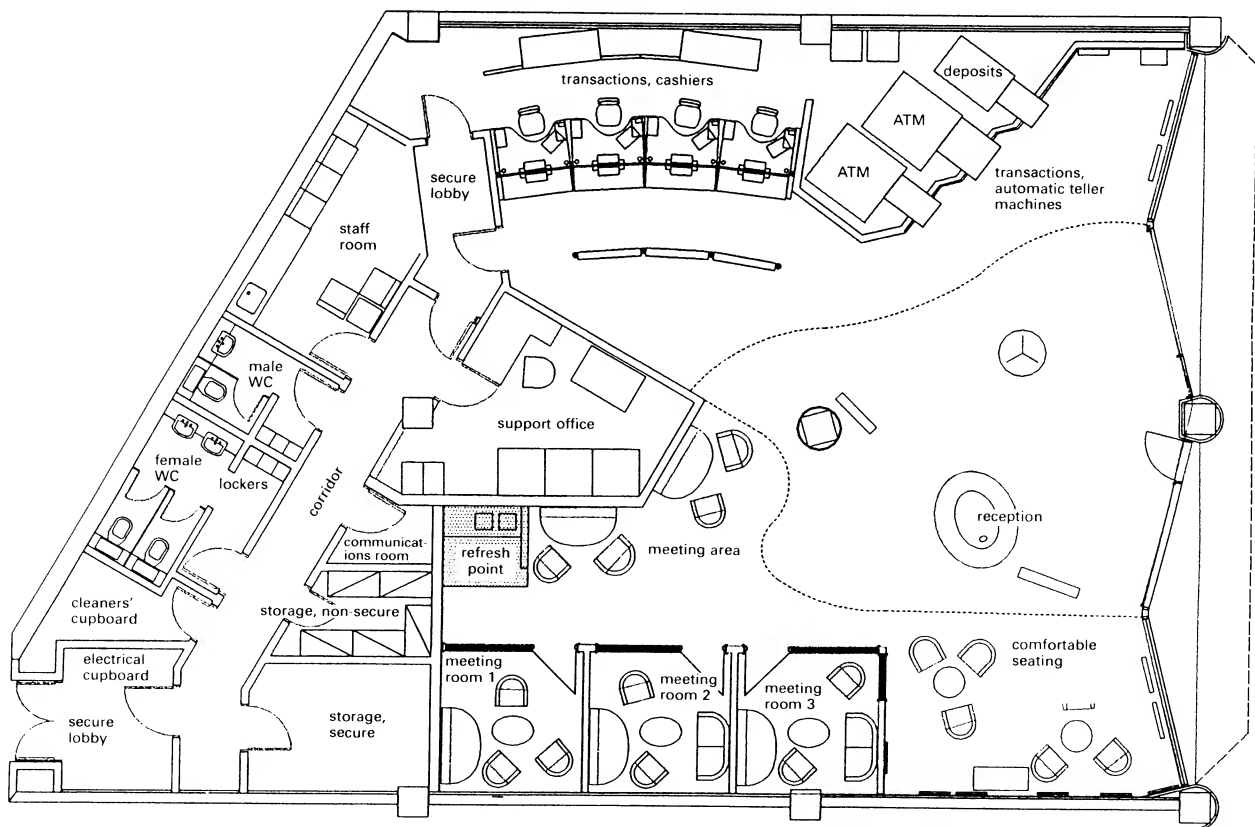 transactions, cashiers
deposits
ATM
ATM
transactions,
automatic teller
machines
secure
lobby
staff
room
male
WC
support office
female
WC
lockers
corridor
reception
meeting area
communicat-
ions room
refresh
point
cleaners'
cupboard
storage, non-secure
electrical
cupboard
meeting
room 1
meeting
room 2
meeting
room 3
comfortable
seating
secure
lobby
storage,
secure